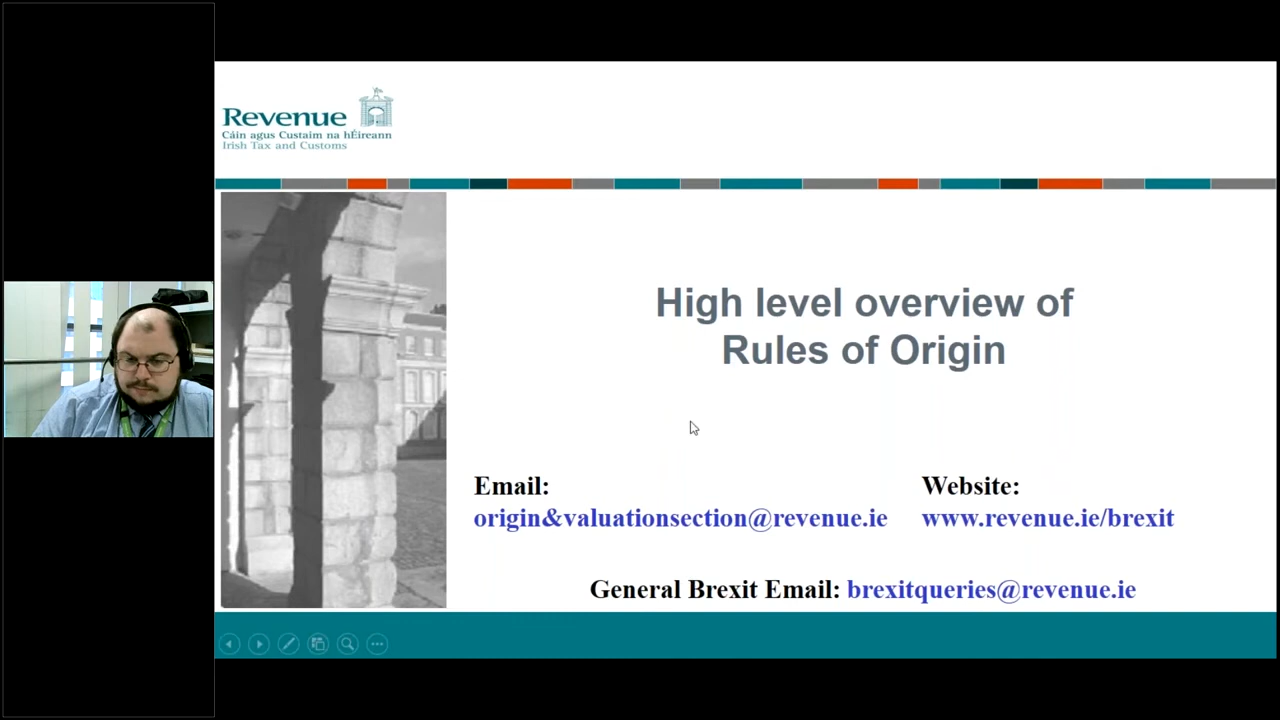 Revenue
Cáin agus Custaim na hÉireann
Irish Tax and Customs
High level overview of
Rules of Origin
Email:
origin&valuationsection@revenue.ie
Website:
www.revenue.ie/brexit
General Brexit Email: brexitqueries@revenue.ie